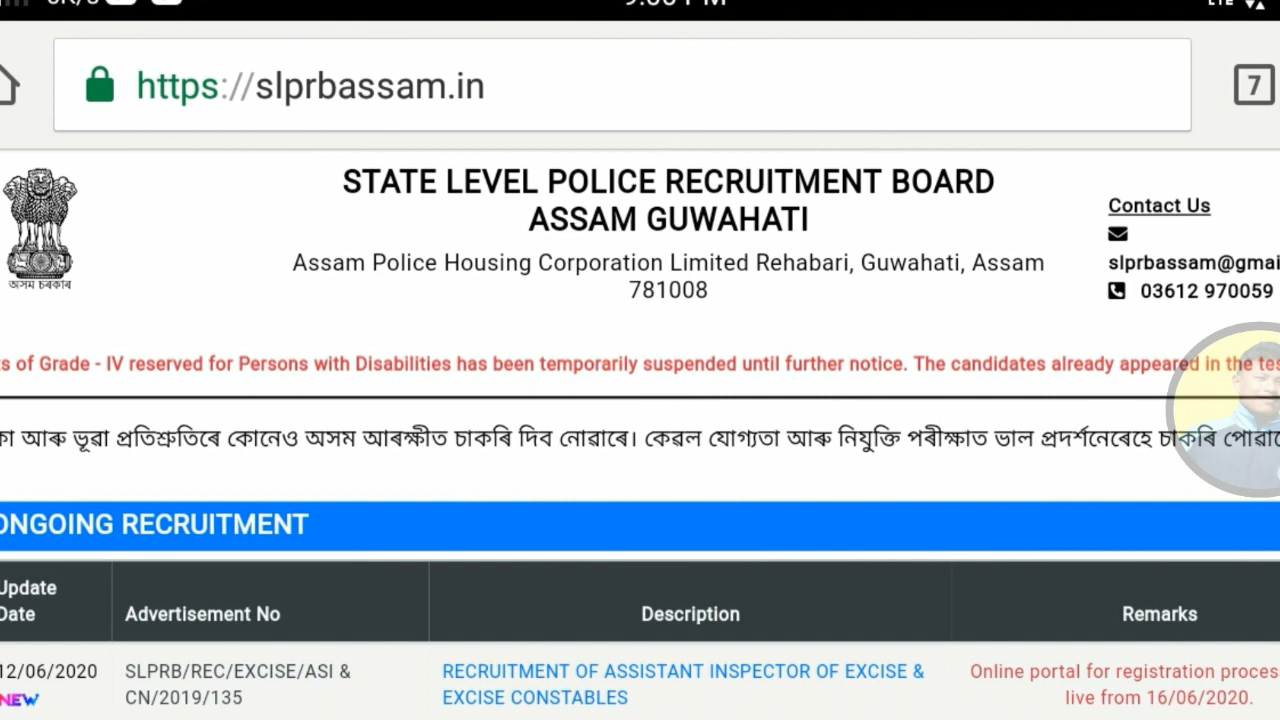 7
https://slprbassam.in
STATE LEVEL POLICE RECRUITMENT BOARD
ASSAM GUWAHATI
Assam Police Housing Corporation Limited Rehabari, Guwahati, Assam
781008
অসম চৰকাৰ
Contact Us
slprbassam@gmai
03612 970059
of Grade - IV reserved for Persons with Disabilities has been temporarily suspended until further notice. The candidates already appeared in the tes
আৰু ভূৱা প্ৰতিশ্ৰুতিৰে কোনেও অসম আৰক্ষীত চাকৰি দিব নোৱাৰে। কেৱল যোগ্যতা আৰু নিযুক্তি পৰীক্ষাত ভাল প্ৰদৰ্শনেৰেহে চাকৰি
ONGOING RECRUITMENT
Update
Date
Advertisement No
Description
Remarks
12/06/2020
NEW
SLPRB/REC/EXCISE/ASI &
CN/2019/135
RECRUITMENT OF ASSISTANT INSPECTOR OF EXCISE &
EXCISE CONSTABLES
Online portal for registration proces
live from 16/06/2020.